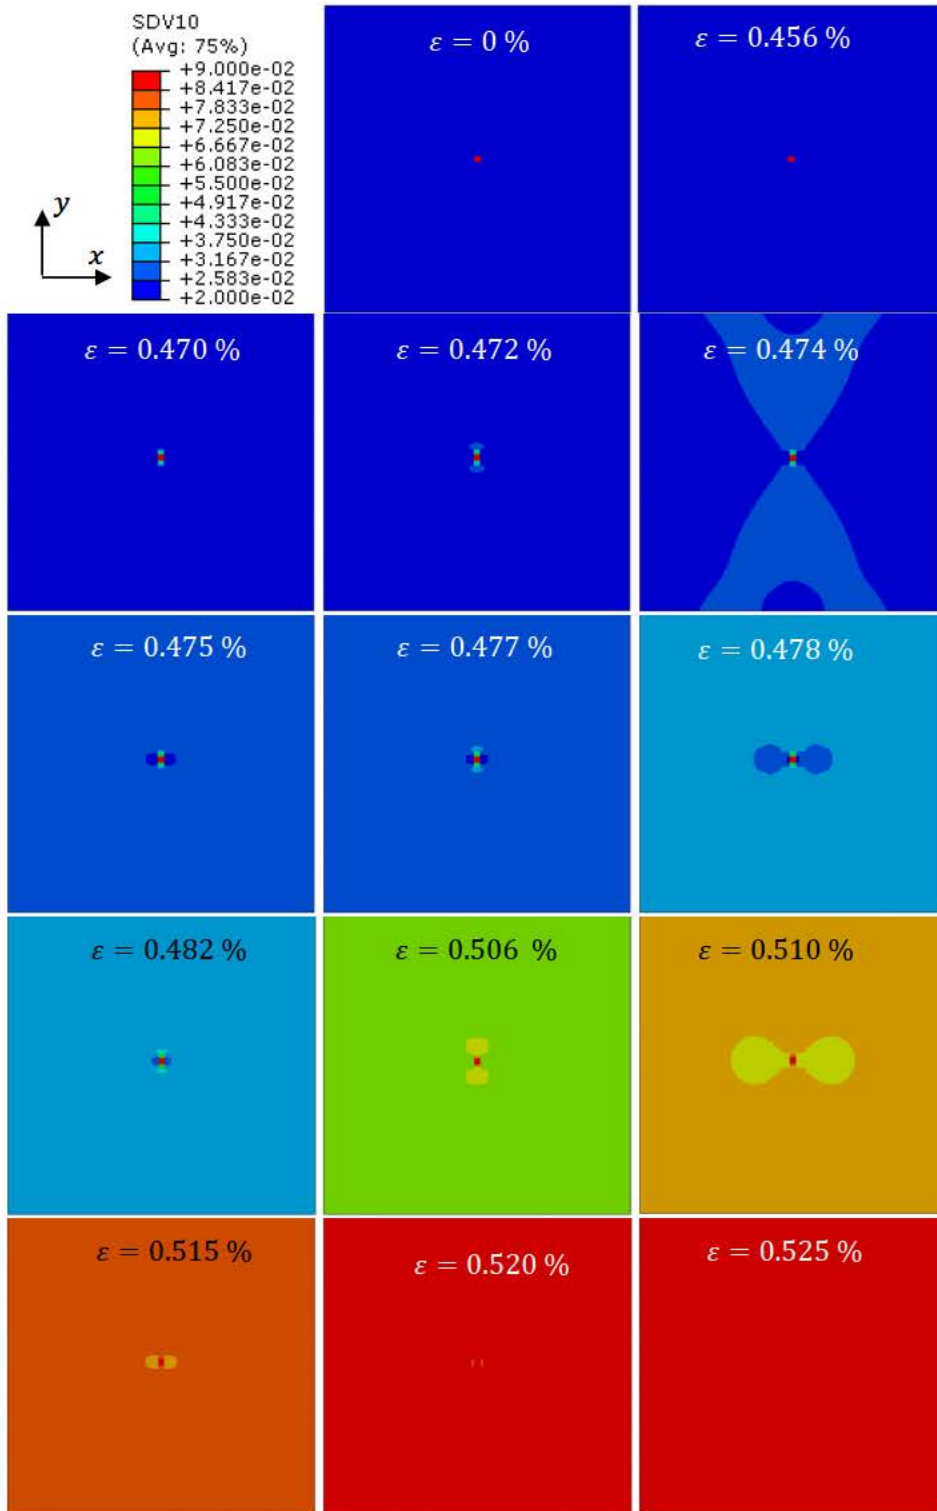 SDV10
(Avg: 75%)
+9.000e-02
+8.417e-02
+7.833e-02
+7.250e-02
+6.667e-02
+6.083e-02
+5.500e-02
+4.917e-02
+4.333e-02
+3.750e-02
+3.167e-02
+2.583e-02
+2.000e-02
y
x
ε = 0 %
ε = 0.456 %
ε = 0.470 %
ε = 0.472 %
ε = 0.474 %
ε = 0.475 %
ε = 0.477 %
ε = 0.478 %
ε = 0.482 %
ε = 0.506 %
ε = 0.510 %
ε = 0.515 %
ε = 0.520 %
ε = 0.525 %